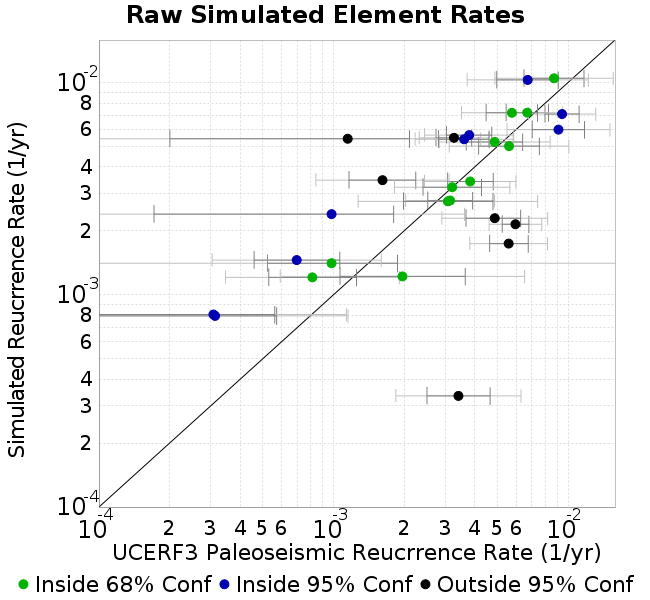 Raw Simulated Element Rates
Simulated Reucrrence Rate (1/yr)
10^-2
8
6
4
3
2
10^-3
8
6
4
3
2
10^-4
10^-4 2 3 4 5 6 10^-3 2 3 4 5 6 10^-2
UCERF3 Paleoseismic Reucrrence Rate (1/yr)
Inside 68% Conf Inside 95% Conf Outside 95% Conf